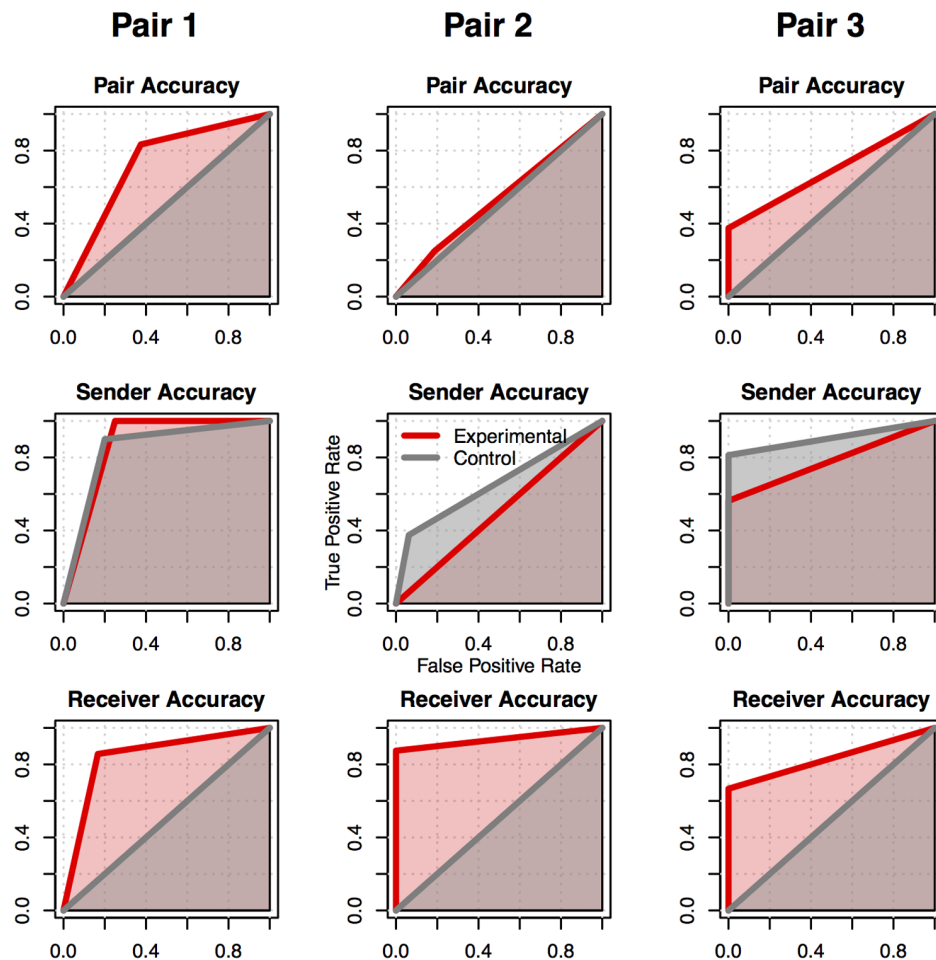 Pair 1 Pair 2 Pair 3
Pair Accuracy Pair Accuracy Pair Accuracy
0.8 0.8 0.8
0.4 0.4 0.4
0.0 0.0 0.0
0.0 0.4 0.8 0.0 0.4 0.8 0.0 0.4 0.8
Sender Accuracy Sender Accuracy Sender Accuracy
Experimental
Control
True Positive Rate
0.8 0.8 0.8
0.4 0.4 0.4
0.0 0.0 0.0
0.0 0.4 0.8 0.0 0.4 0.8 0.0 0.4 0.8
False Positive Rate
Receiver Accuracy Receiver Accuracy Receiver Accuracy
0.8 0.8 0.8
0.4 0.4 0.4
0.0 0.0 0.0
0.0 0.4 0.8 0.0 0.4 0.8 0.0 0.4 0.8